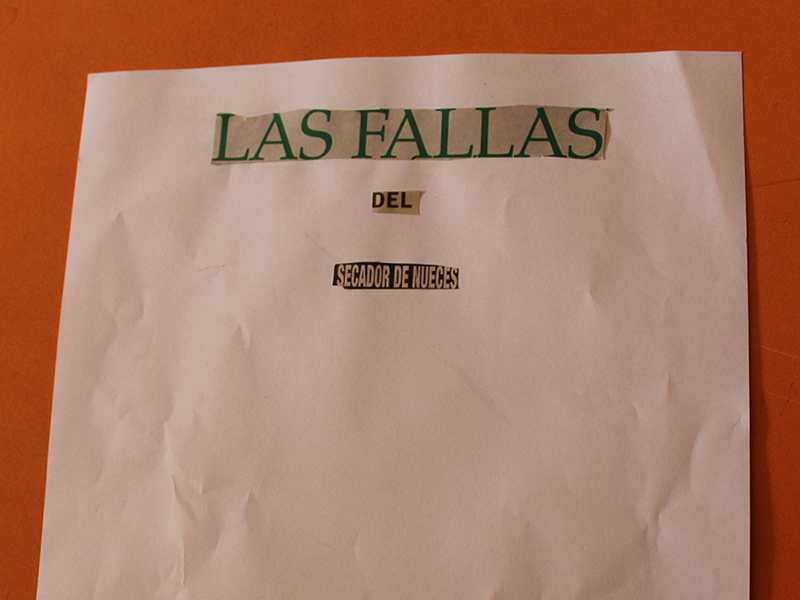 LAS FALLAS
DEL
SECADOR DE NUECES